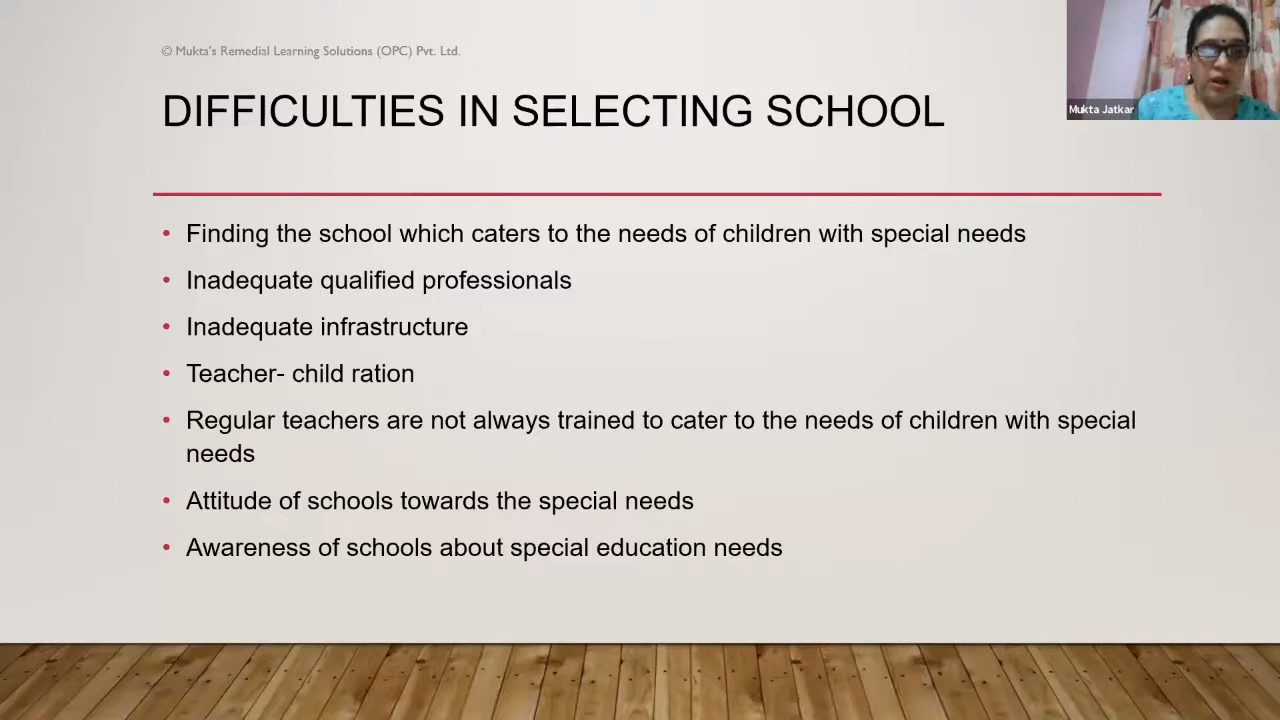 © Mukta's Remedial Learning Solutions (OPC) Pvt. Ltd.
DIFFICULTIES IN SELECTING SCHOOL
Mukta Jatkar
• Finding the school which caters to the needs of children with special needs
• Inadequate qualified professionals
• Inadequate infrastructure
• Teacher- child ration
• Regular teachers are not always trained to cater to the needs of children with special
needs
• Attitude of schools towards the special needs
• Awareness of schools about special education needs